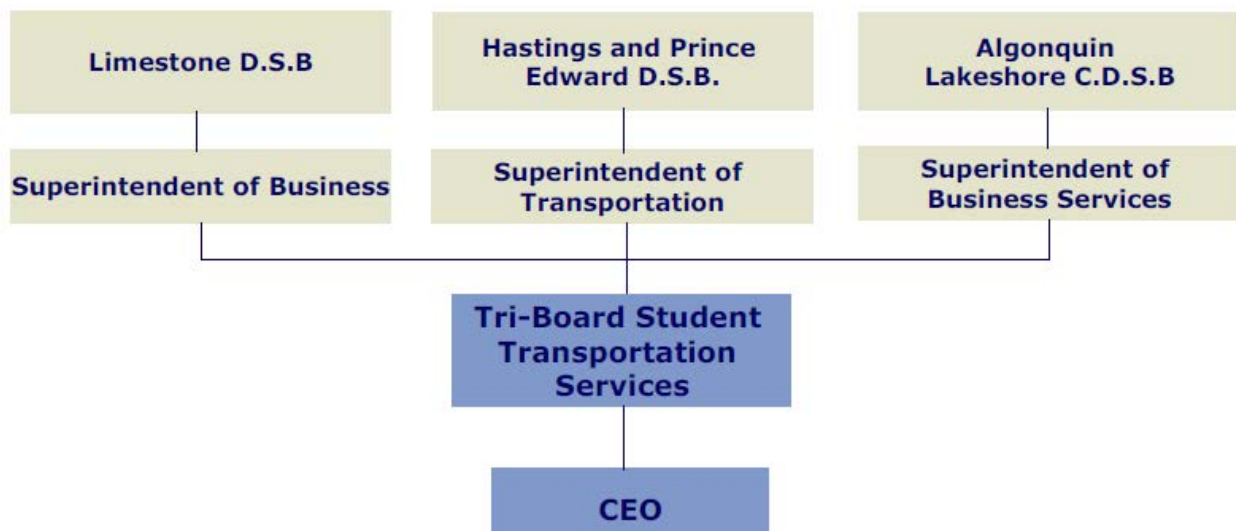 Limestone D.S.B
Hastings and Prince
Edward D.S.B.
Algonquin
Lakeshore C.D.S.B
Superintendent of Business
Superintendent of
Transportation
Superintendent of
Business Services
Tri-Board Student
Transportation
Services
CEO